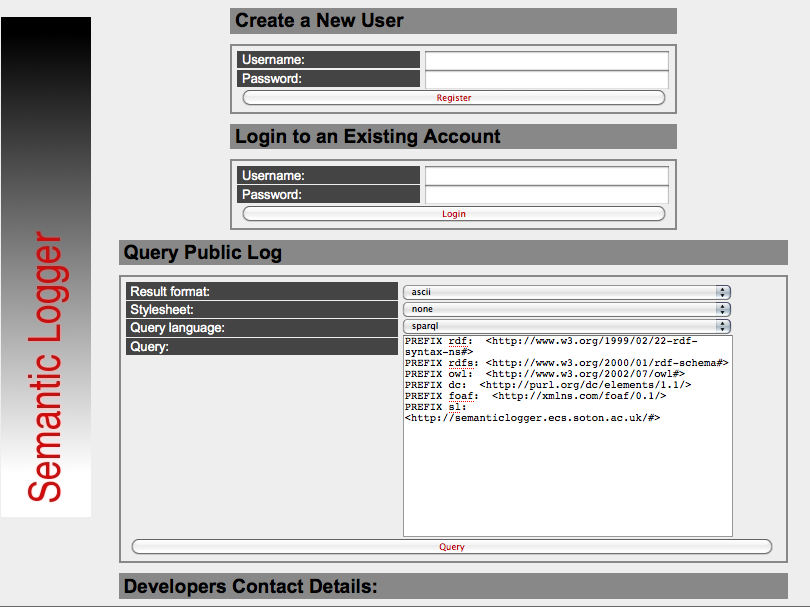 Semantic Logger
Create a New User
Username:
Password:
Register
Login to an Existing Account
Username:
Password:
Login
Query Public Log
Result format: ascii
Stylesheet: none
Query language: sparql
Query:
PREFIX rdf:  <http://www.w3.org/1999/02/22-rdf-
syntax-ns#>
PREFIX rdfs: <http://www.w3.org/2000/01/rdf-schema#>
PREFIX owl:  <http://www.w3.org/2002/07/owl#>
PREFIX dc:  <http://purl.org/dc/elements/1.1/>
PREFIX foaf:  <http://xmlns.com/foaf/0.1/>
PREFIX sl:
<http://semanticlogger.ecs.soton.ac.uk/#>
Query
Developers Contact Details: